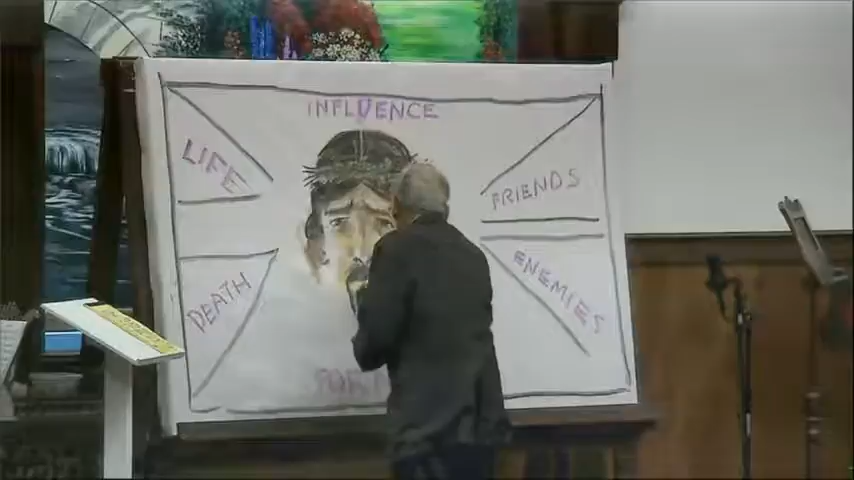 INFLUENCE
LIFE
FRIENDS
DEATH
ENEMIES